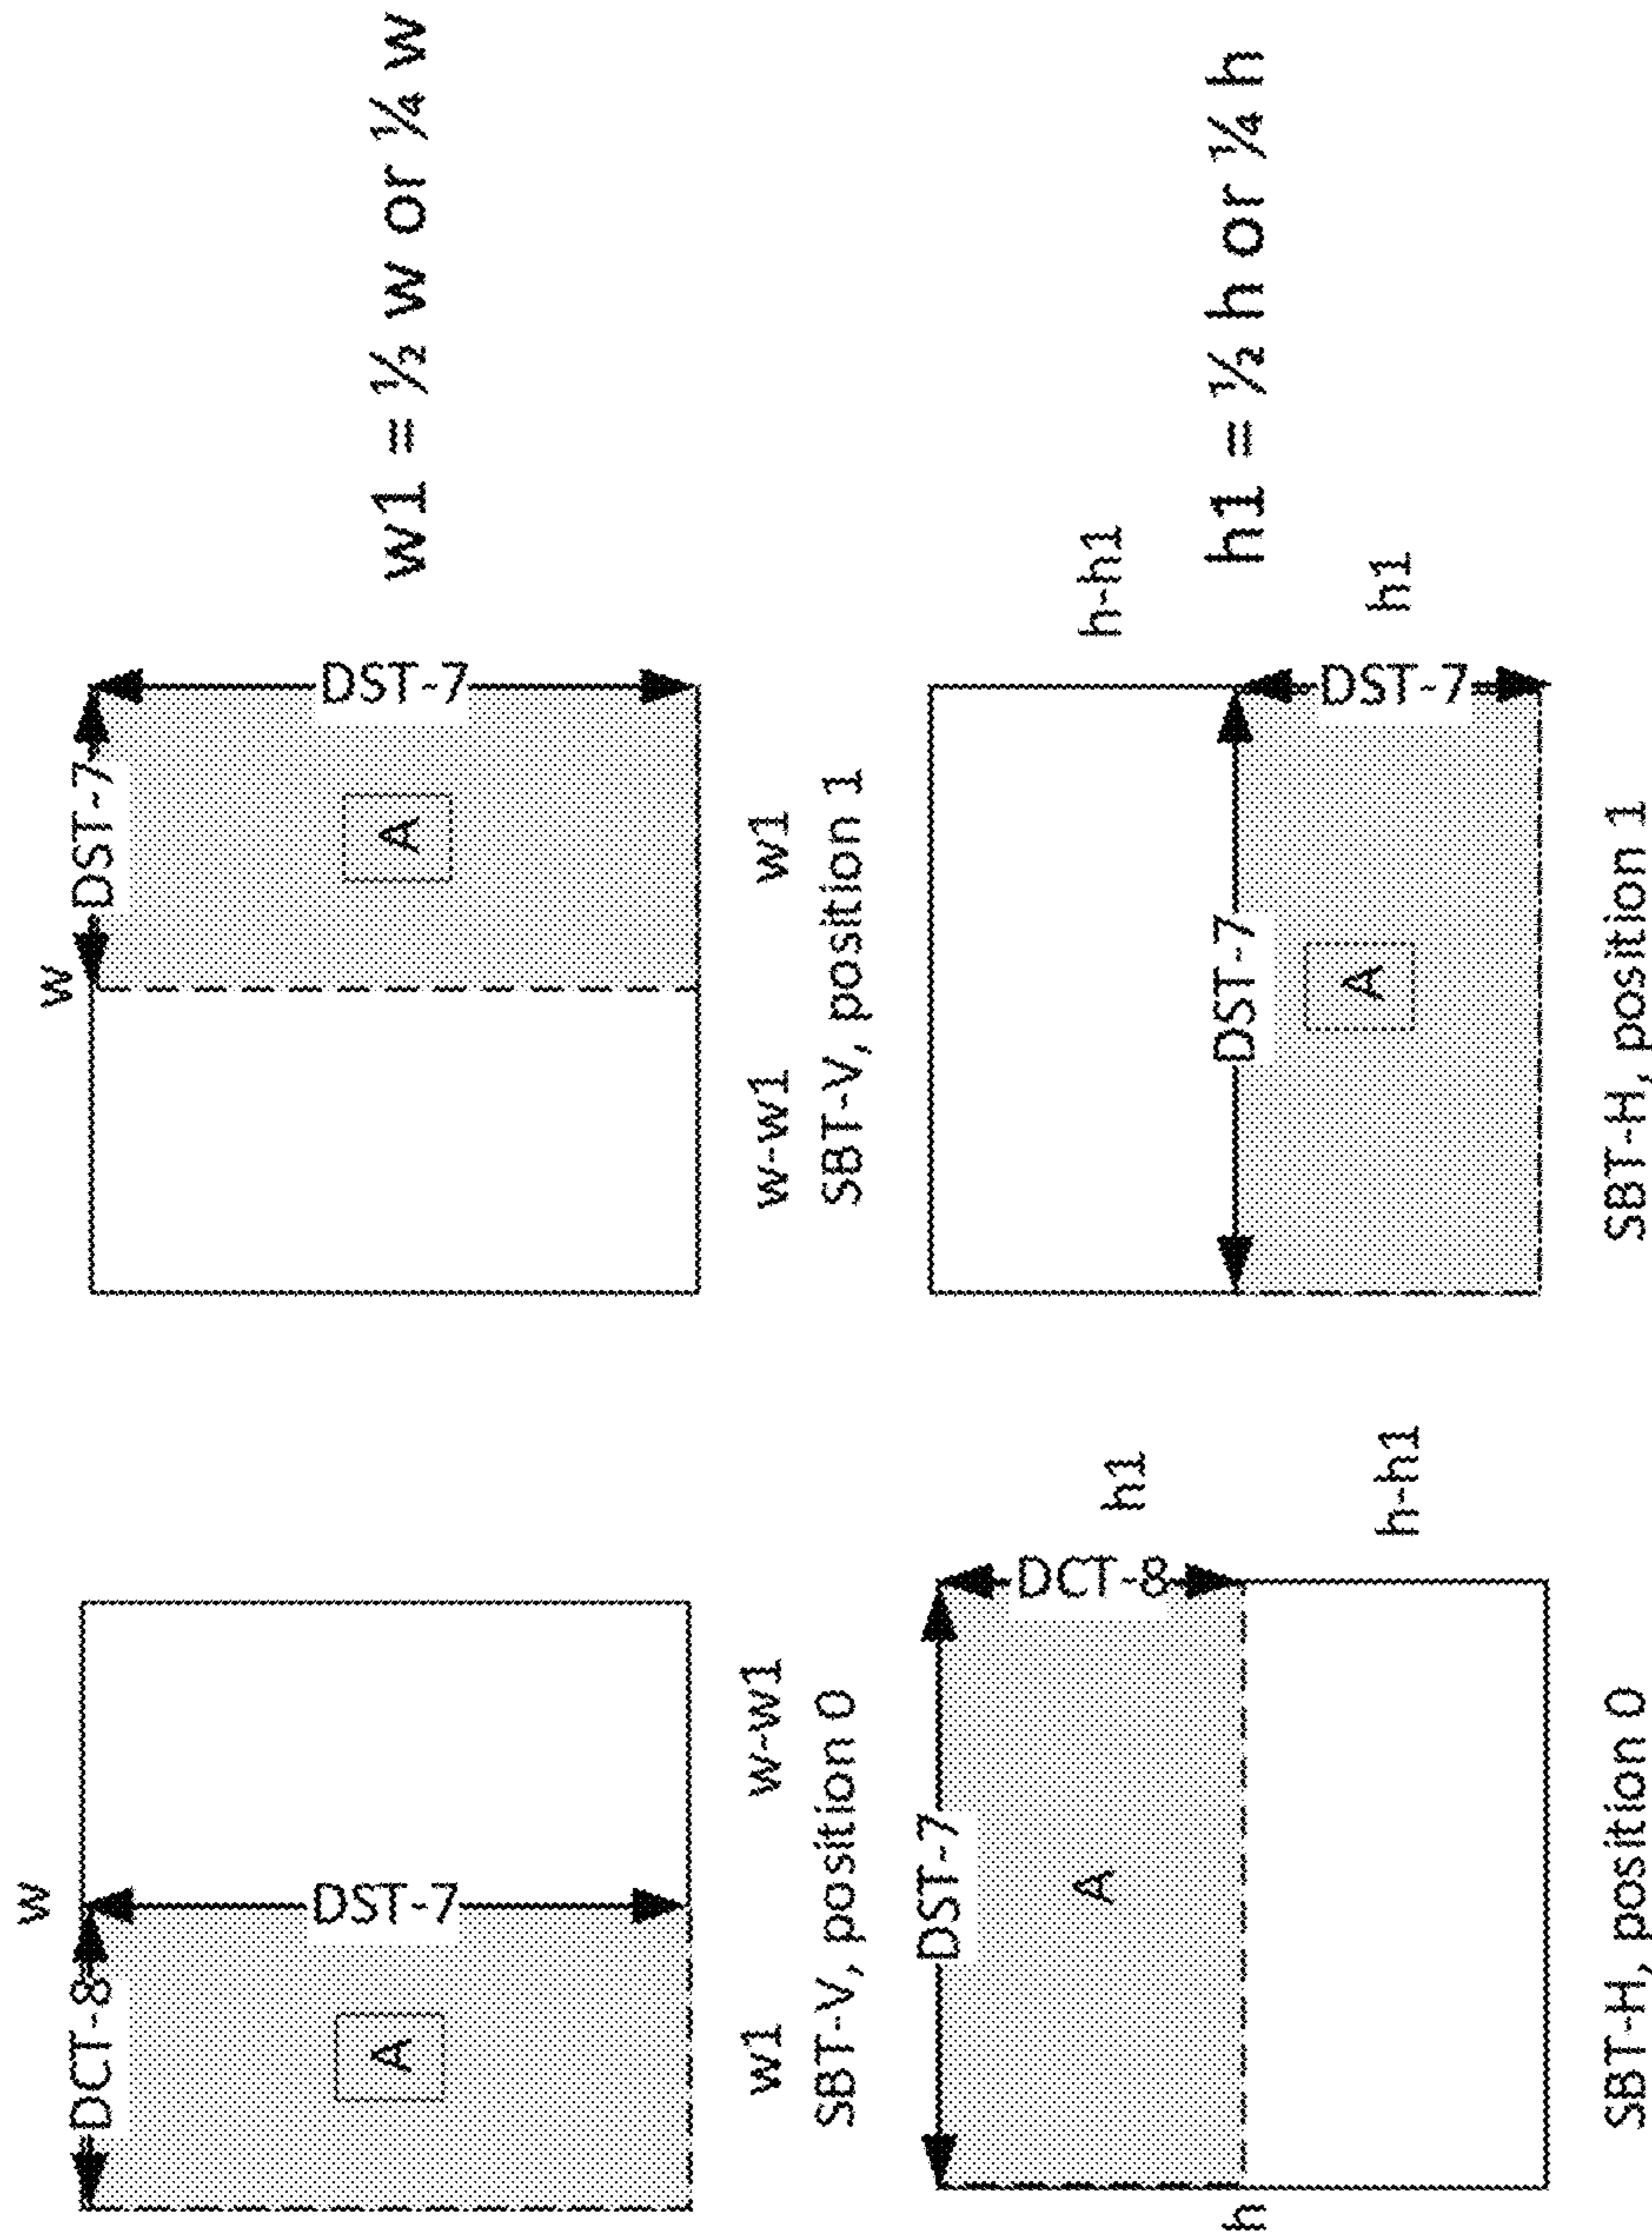 w
DCT-8
DST-7
A
w1
w-w1
SBT-V, position 0
w
DST-7
DST-7
A
w-w1
w1
SBT-V, position 1
w1 = ½ w or ¼ w
h
DST-7
DCT-8
A
h1
h-h1
SBT-H, position 0
DST-7
DST-7
A
h-h1
h1
SBT-H, position 1
h1 = ½ h or ¼ h